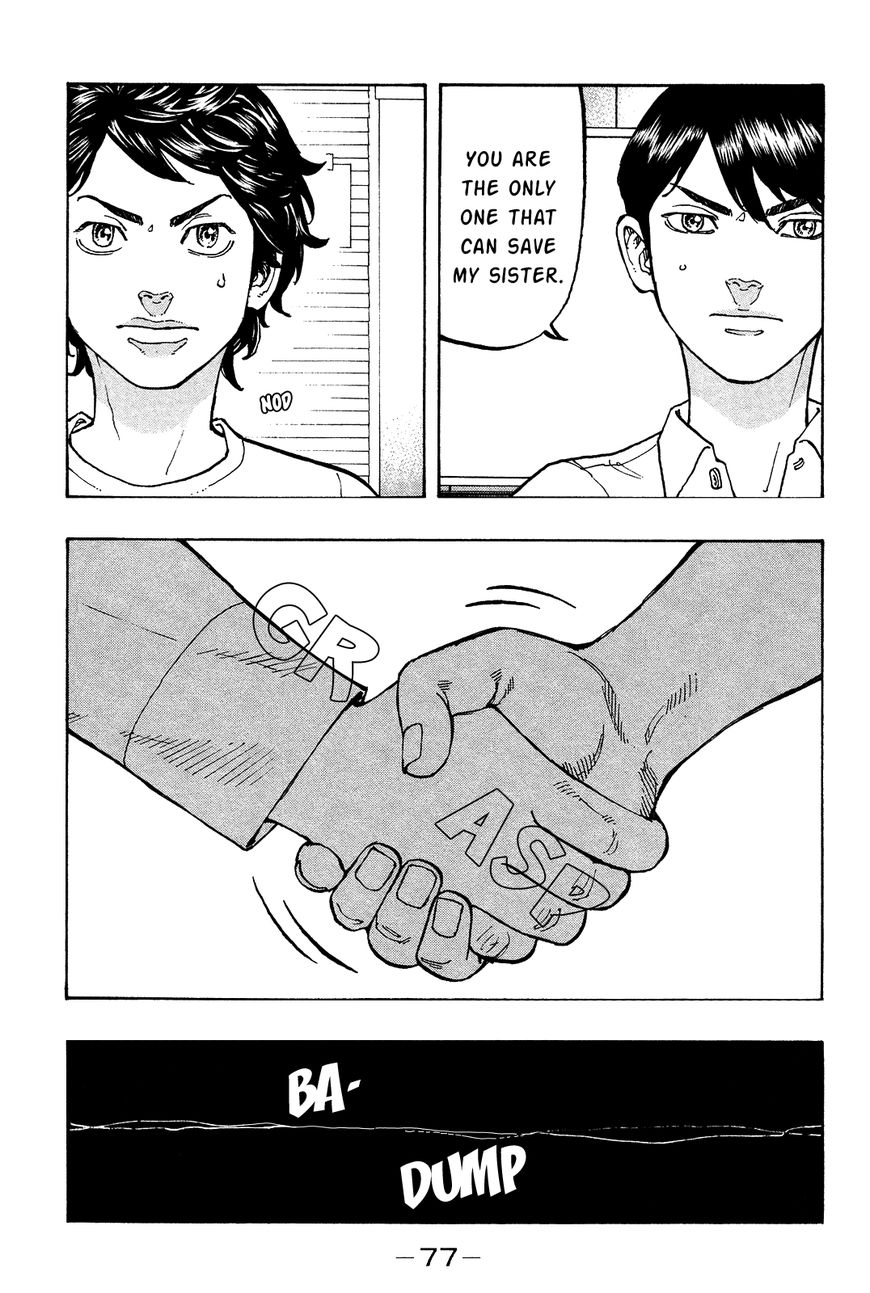 YOU ARE
THE ONLY
ONE THAT
CAN SAVE
MY SISTER.
NOD
GR
ASP
BA-
DUMP
-77-